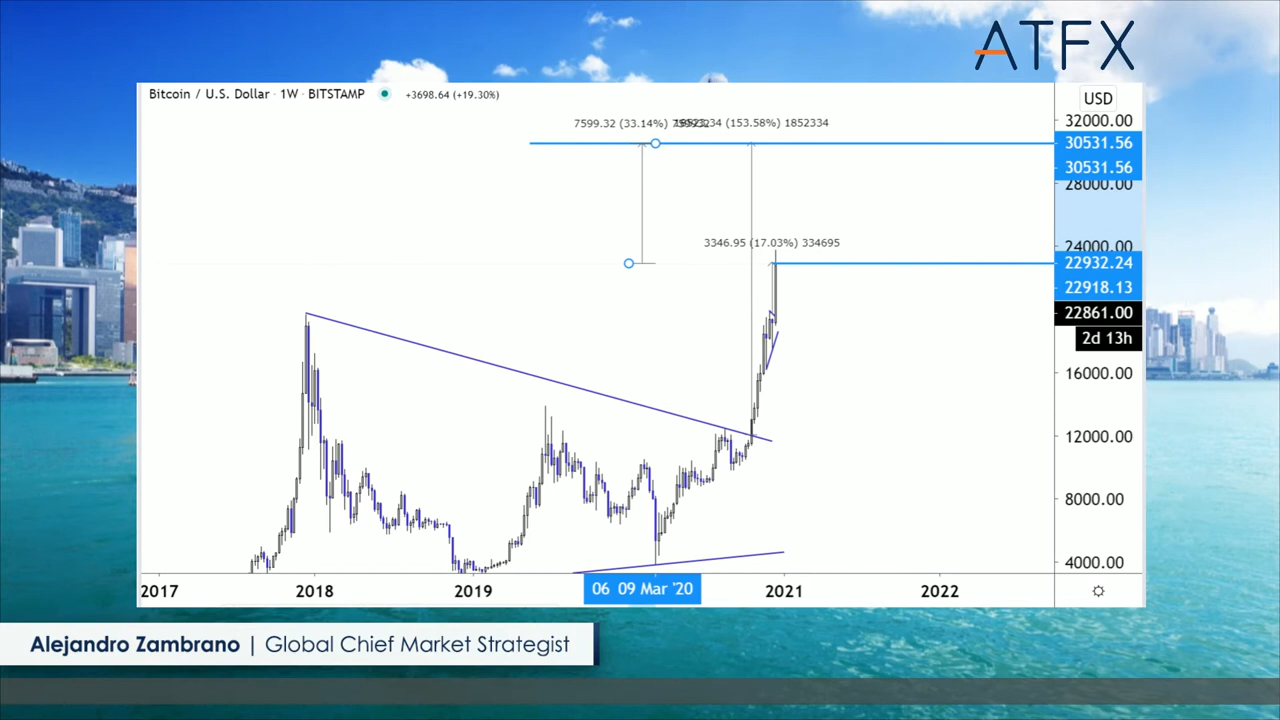 ATFX
Bitcoin / U.S. Dollar · 1W · BITSTAMP +3698.64 (+19.30%)
USD
7599.32 (33.14%) (153.58%) 1852334
32000.00
30531.56
30531.56
28000.00
3346.95 (17.03%) 334695
24000.00
22932.24
22918.13
22861.00
2d 13h
16000.00
12000.00
8000.00
4000.00
2017 2018 2019 06 09 Mar '20 2021 2022
Alejandro Zambrano | Global Chief Market Strategist